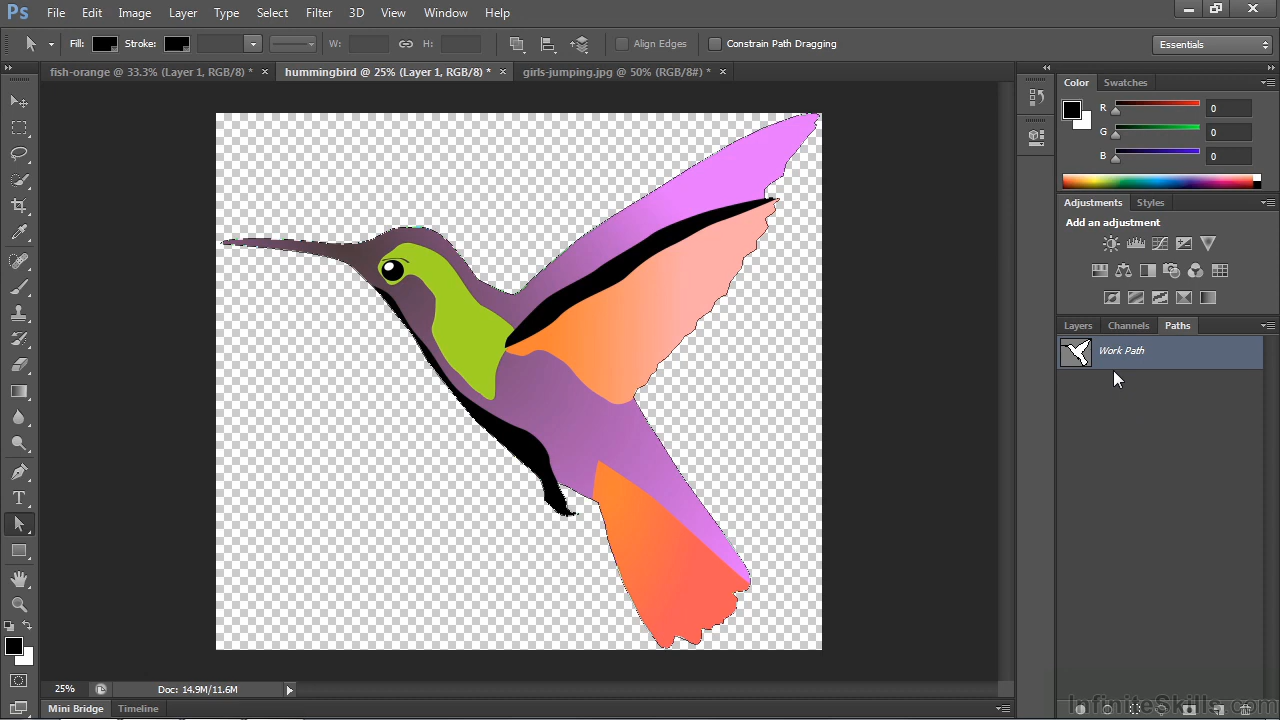 Ps File Edit Image Layer Type Select Filter 3D View Window Help
Fill: Stroke: W: H: Align Edges Constrain Path Dragging Essentials
fish-orange @ 33.3% (Layer 1, RGB/8) * × hummingbird @ 25% (Layer 1, RGB/8) * × girls-jumping.jpg @ 50% (RGB/8#) * ×
Color Swatches
R 0
G 0
B 0
Adjustments Styles
Add an adjustment
Layers Channels Paths
Work Path
25% Doc: 14.9M/11.6M
Mini Bridge Timeline
InfiniteSkills.com